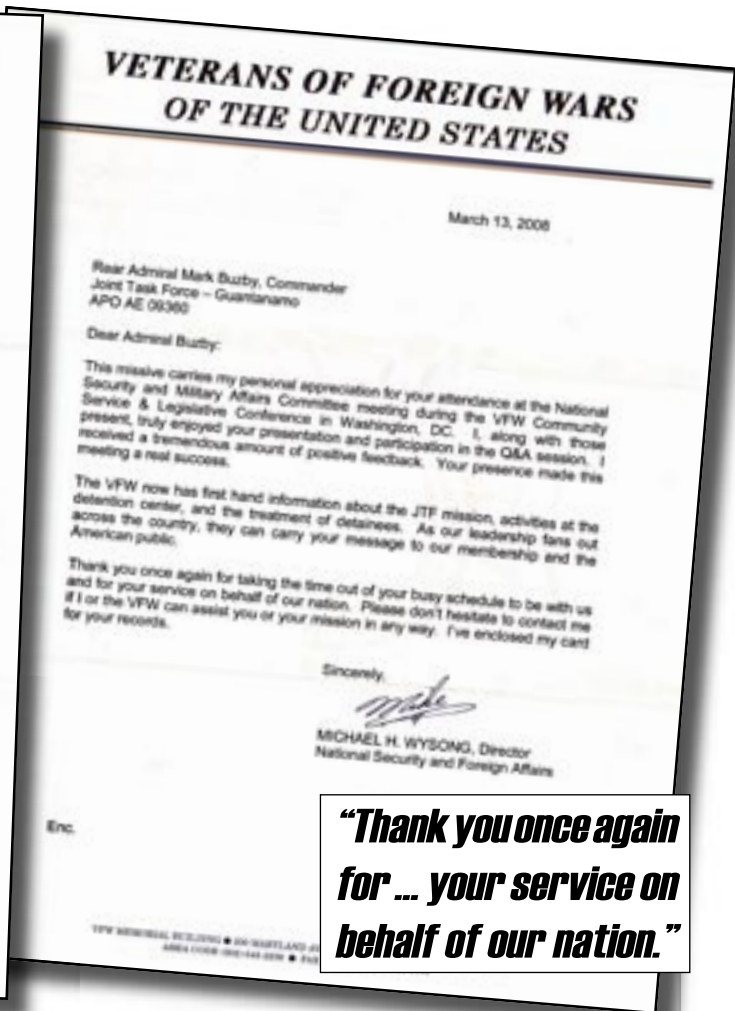 VETERANS OF FOREIGN WARS
OF THE UNITED STATES
March 13, 2008
Rear Admiral Mark Buzby, Commander
Joint Task Force – Guantanamo
APO AE 09360
Dear Admiral Buzby:
This missive carries my personal appreciation for your attendance at the National
Security and Military Affairs Committee meeting during the VFW Community
Service & Legislative Conference in Washington, DC. I, along with those
present, truly enjoyed your presentation and participation in the Q&A session. I
received a tremendous amount of positive feedback. Your presence made this
meeting a real success.
The VFW now has first hand information about the JTF mission, activities at the
detention center, and the treatment of detainees. As our leadership fans out
across the country, they can carry your message to our membership and the
American public.
Thank you once again for taking the time out of your busy schedule to be with us
and for your service on behalf of our nation. Please don't hesitate to contact me
if I or the VFW can assist you or your mission in any way. I've enclosed my card
for your records.
Sincerely,
Mike
MICHAEL H. WYSONG, Director
National Security and Foreign Affairs
Enc.
“Thank you once again
for ... your service on
behalf of our nation.”
VFW MEMORIAL BUILDING ● 200 MARYLAND
AREA CODE